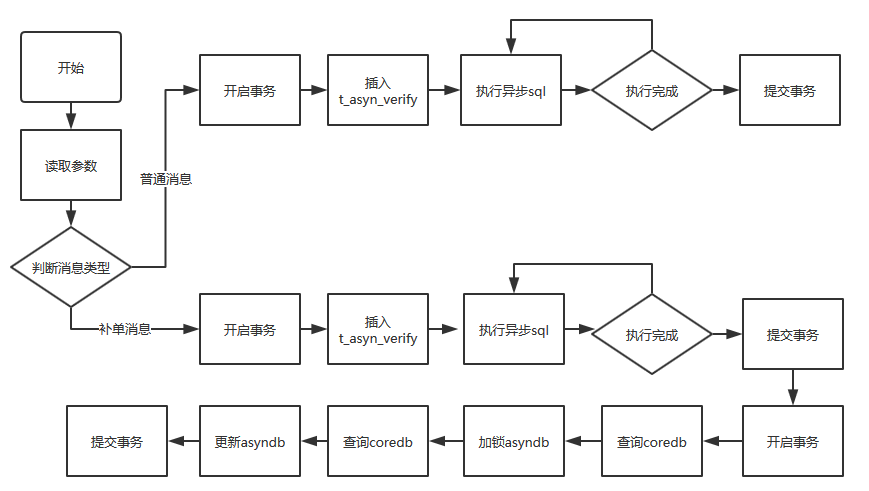 开始
读取参数
判断消息类型
普通消息
开启事务
插入
t_asyn_verify
执行异步sql
执行完成
提交事务
补单消息
开启事务
插入
t_asyn_verify
执行异步sql
执行完成
提交事务
开启事务
查询coredb
加锁asyndb
查询coredb
更新asyndb
提交事务